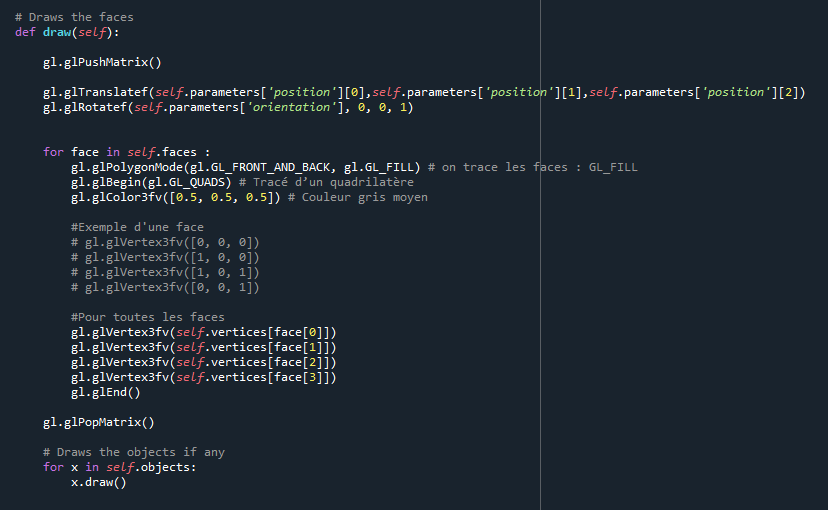 # Draws the faces
def draw(self):
gl.glPushMatrix()
gl.glTranslatef(self.parameters['position'][0],self.parameters['position'][1],self.parameters['position'][2])
gl.glRotatef(self.parameters['orientation'], 0, 0, 1)
for face in self.faces :
gl.glPolygonMode(gl.GL_FRONT_AND_BACK, gl.GL_FILL) # on trace les faces : GL_FILL
gl.glBegin(gl.GL_QUADS) # Tracé d’un quadrilatère
gl.glColor3fv([0.5, 0.5, 0.5]) # Couleur gris moyen
#Exemple d'une face
# gl.glVertex3fv([0, 0, 0])
# gl.glVertex3fv([1, 0, 0])
# gl.glVertex3fv([1, 0, 1])
# gl.glVertex3fv([0, 0, 1])
#Pour toutes les faces
gl.glVertex3fv(self.vertices[face[0]])
gl.glVertex3fv(self.vertices[face[1]])
gl.glVertex3fv(self.vertices[face[2]])
gl.glVertex3fv(self.vertices[face[3]])
gl.glEnd()
gl.glPopMatrix()
# Draws the objects if any
for x in self.objects:
x.draw()